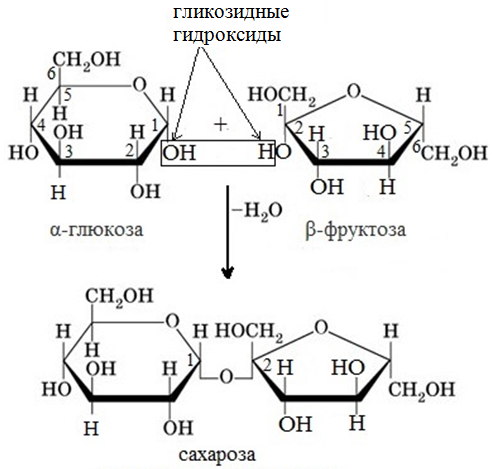 гликозидные
гидроксиды
6 CH₂OH
O
H 5 H
H
4 OH H 1
HO 3 2 OH
H OH
+
HOCH₂ O H
1
2 H HO 5
HO 3 4 6 CH₂OH
OH H
α-глюкоза β-фруктоза
−H₂O
CH₂OH
O
H H H HOCH₂ O H
OH H 1 2 H HO
HO O CH₂OH
H OH OH H
сахароза